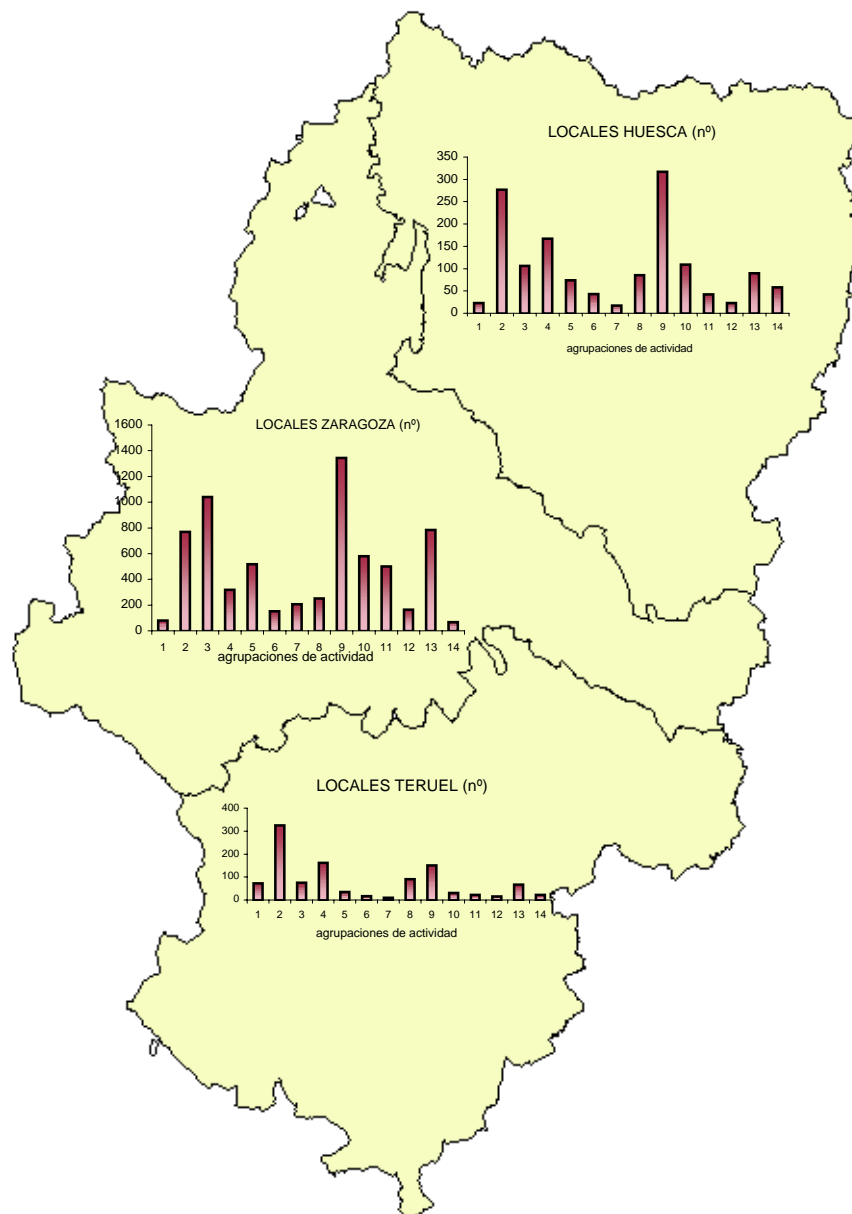 LOCALES HUESCA (nº)
350
300
250
200
150
100
50
0
1 2 3 4 5 6 7 8 9 10 11 12 13 14
agrupaciones de actividad
LOCALES ZARAGOZA (nº)
1600
1400
1200
1000
800
600
400
200
0
1 2 3 4 5 6 7 8 9 10 11 12 13 14
agrupaciones de actividad
LOCALES TERUEL (nº)
400
300
200
100
0
1 2 3 4 5 6 7 8 9 10 11 12 13 14
agrupaciones de actividad